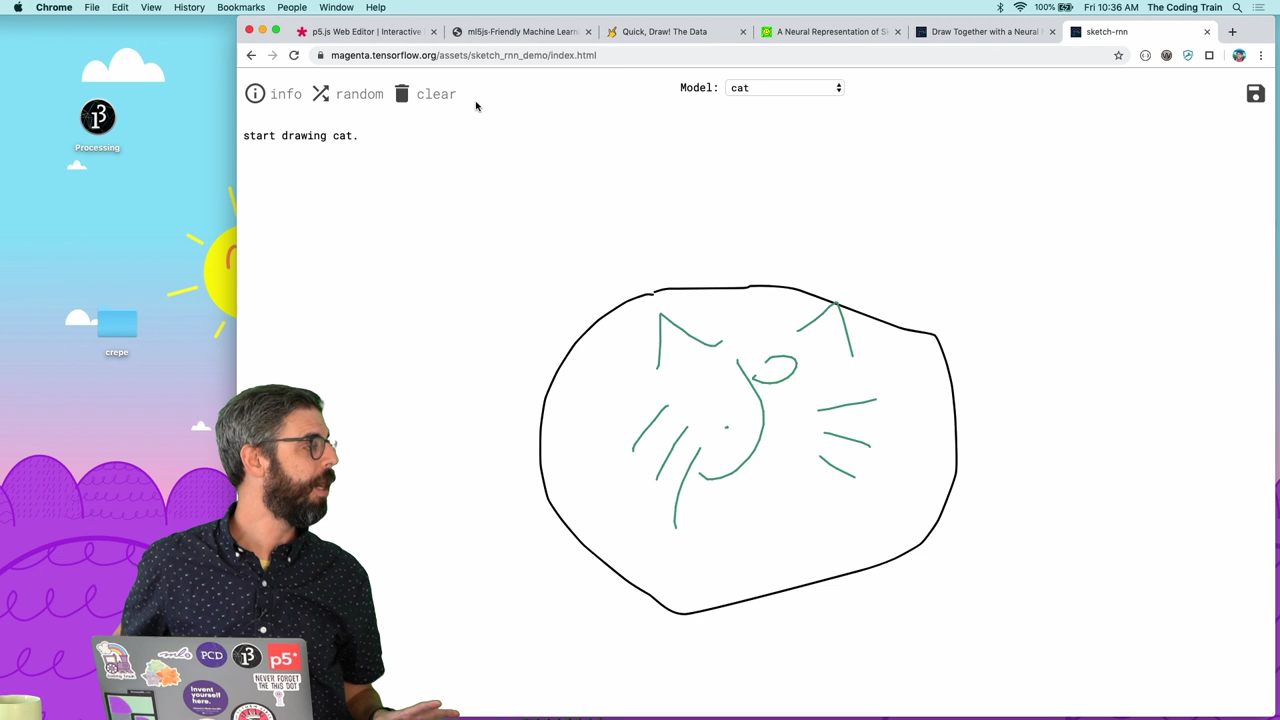 Chrome File Edit View History Bookmarks People Window Help 100% Fri 10:36 AM The Coding Train
p5.js Web Editor | Interactive ml5js·Friendly Machine Learn Quick, Draw! The Data A Neural Representation of Sk Draw Together with a Neural sketch-rnn
magenta.tensorflow.org/assets/sketch_rnn_demo/index.html
info random clear Model: cat
start drawing cat.
Processing
crepe
PCD
p5*
NEVER FORGET
THE THIS DOT
Invent
yourself
here.